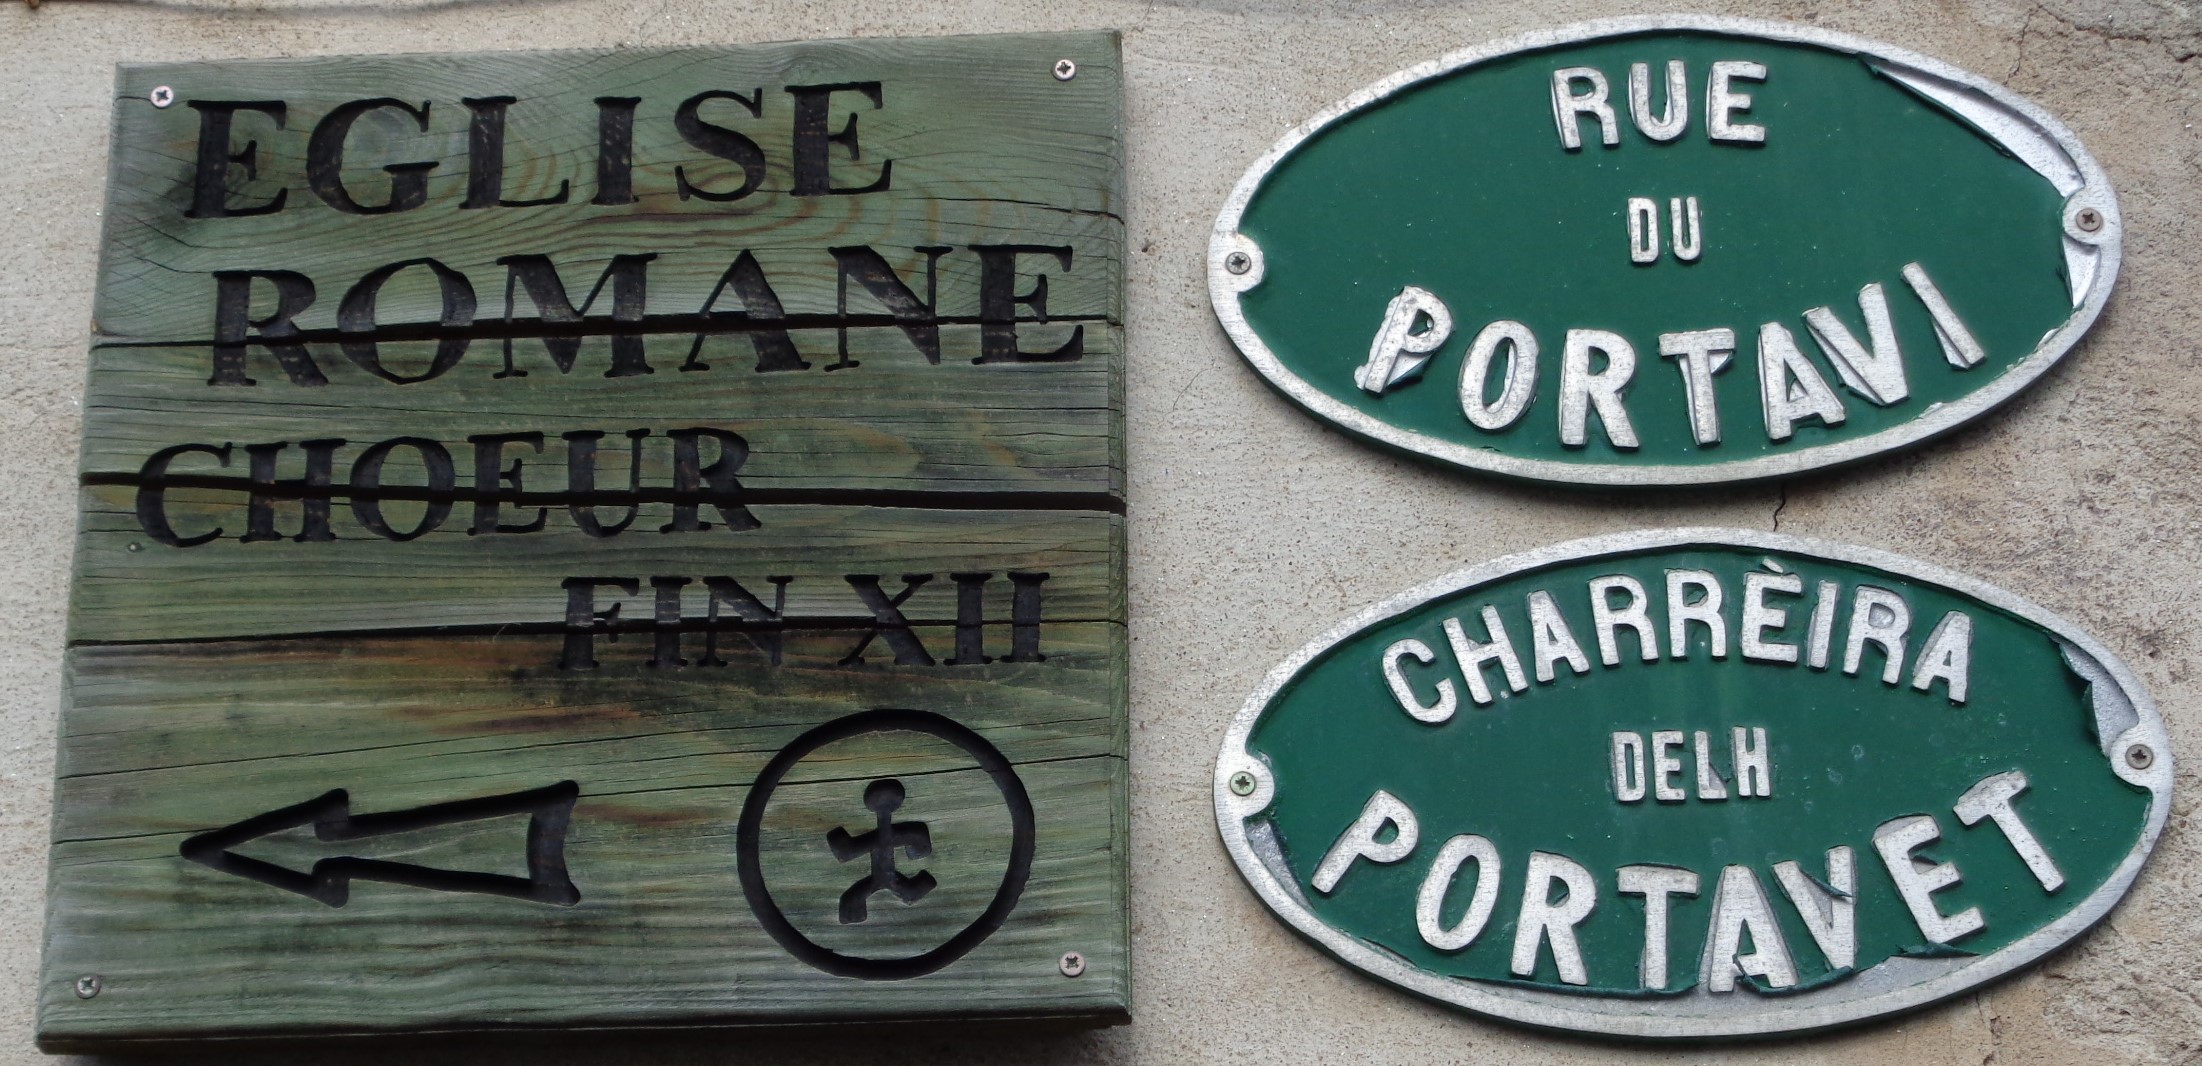 EGLISE
ROMANE
CHOEUR
FIN XII
RUE
DU
PORTAVI
CHARRÈIRA
DELH
PORTAVET